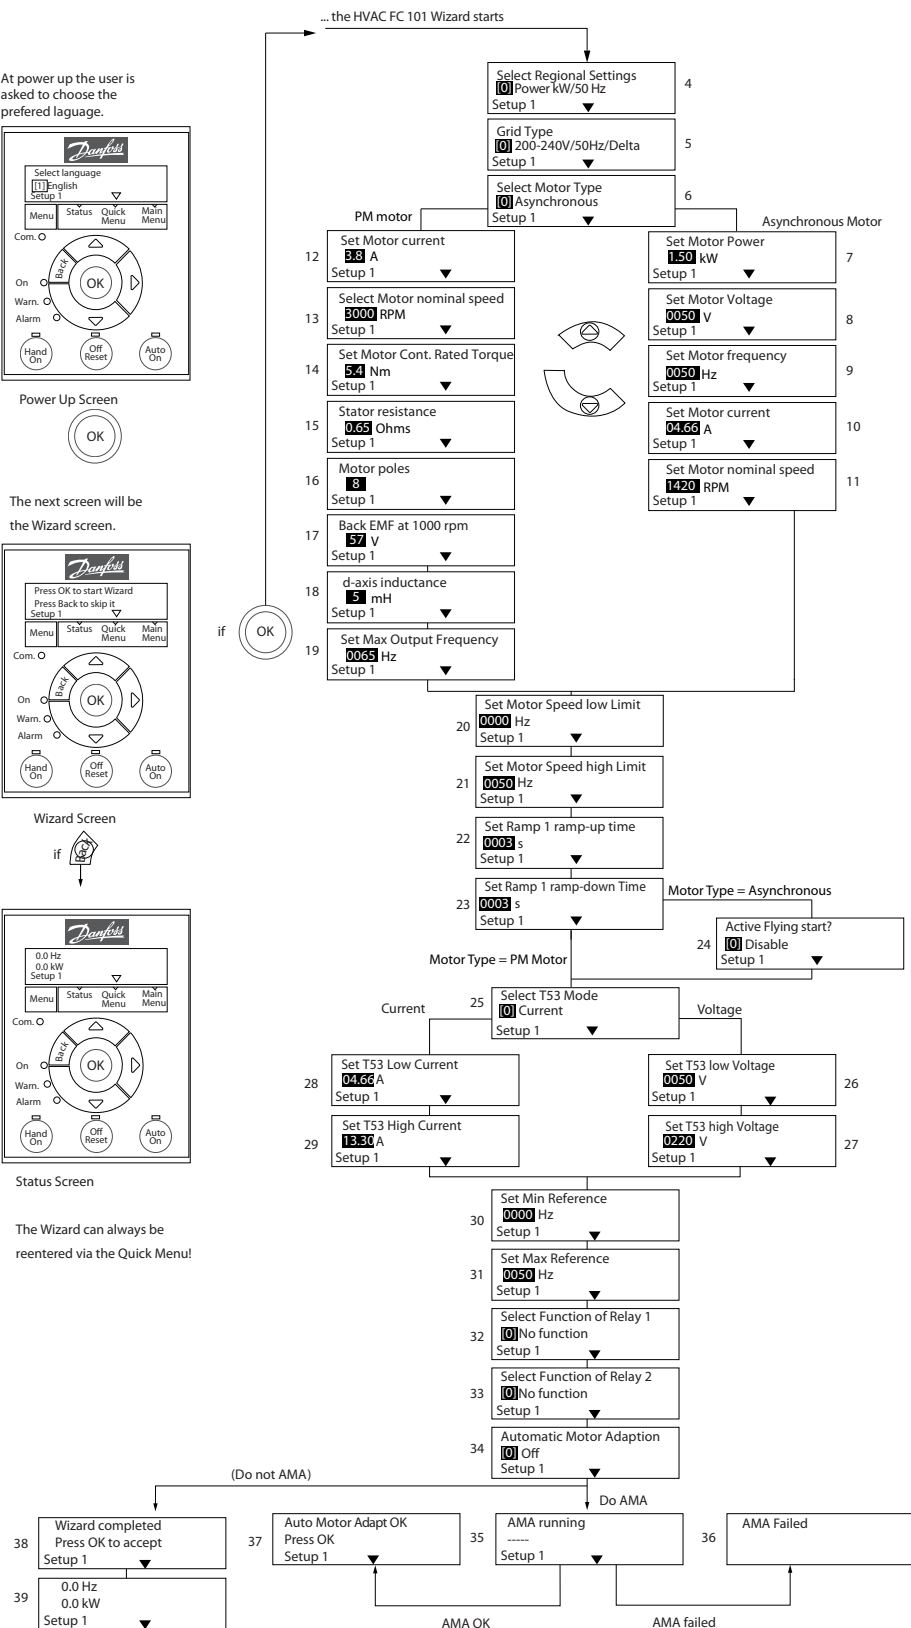 ... the HVAC FC 101 Wizard starts
At power up the user is
asked to choose the
prefered laguage.
Danfoss
Select language
[1] English
Setup 1
Menu
Status
Quick Menu
Main Menu
Com.
Back
OK
On
Warn.
Alarm
Hand On
Off Reset
Auto On
Power Up Screen
OK
The next screen will be
the Wizard screen.
Danfoss
Press OK to start Wizard
Press Back to skip it
Setup 1
Menu
Status
Quick Menu
Main Menu
Com.
Back
OK
On
Warn.
Alarm
Hand On
Off Reset
Auto On
Wizard Screen
if
Back
Danfoss
0.0 Hz
0.0 kW
Setup 1
Menu
Status
Quick Menu
Main Menu
Com.
Back
OK
On
Warn.
Alarm
Hand On
Off Reset
Auto On
Status Screen
The Wizard can always be
reentered via the Quick Menu!
if
OK
Select Regional Settings
[0] Power kW/50 Hz
Setup 1
4
Grid Type
[0] 200-240V/50Hz/Delta
Setup 1
5
Select Motor Type
[0] Asynchronous
Setup 1
6
PM motor
Asynchronous Motor
12
Set Motor current
3.8 A
Setup 1
13
Select Motor nominal speed
3000 RPM
Setup 1
14
Set Motor Cont. Rated Torque
5.4 Nm
Setup 1
15
Stator resistance
0.65 Ohms
Setup 1
16
Motor poles
8
Setup 1
17
Back EMF at 1000 rpm
57 V
Setup 1
18
d-axis inductance
5 mH
Setup 1
19
Set Max Output Frequency
0065 Hz
Setup 1
Set Motor Power
1.50 kW
Setup 1
7
Set Motor Voltage
0050 V
Setup 1
8
Set Motor frequency
0050 Hz
Setup 1
9
Set Motor current
04.66 A
Setup 1
10
Set Motor nominal speed
1420 RPM
Setup 1
11
20
Set Motor Speed low Limit
0000 Hz
Setup 1
21
Set Motor Speed high Limit
0050 Hz
Setup 1
22
Set Ramp 1 ramp-up time
0003 s
Setup 1
23
Set Ramp 1 ramp-down Time
0003 s
Setup 1
Motor Type = Asynchronous
24
Active Flying start?
[0] Disable
Setup 1
Motor Type = PM Motor
25
Select T53 Mode
[0] Current
Setup 1
Current
Voltage
28
Set T53 Low Current
04.66 A
Setup 1
29
Set T53 High Current
13.30 A
Setup 1
Set T53 low Voltage
0050 V
Setup 1
26
Set T53 high Voltage
0220 V
Setup 1
27
30
Set Min Reference
0000 Hz
Setup 1
31
Set Max Reference
0050 Hz
Setup 1
32
Select Function of Relay 1
[0] No function
Setup 1
33
Select Function of Relay 2
[0] No function
Setup 1
34
Automatic Motor Adaption
[0] Off
Setup 1
(Do not AMA)
Do AMA
38
Wizard completed
Press OK to accept
Setup 1
37
Auto Motor Adapt OK
Press OK
Setup 1
35
AMA running
-----
Setup 1
36
AMA Failed
39
0.0 Hz
0.0 kW
Setup 1
AMA OK
AMA failed